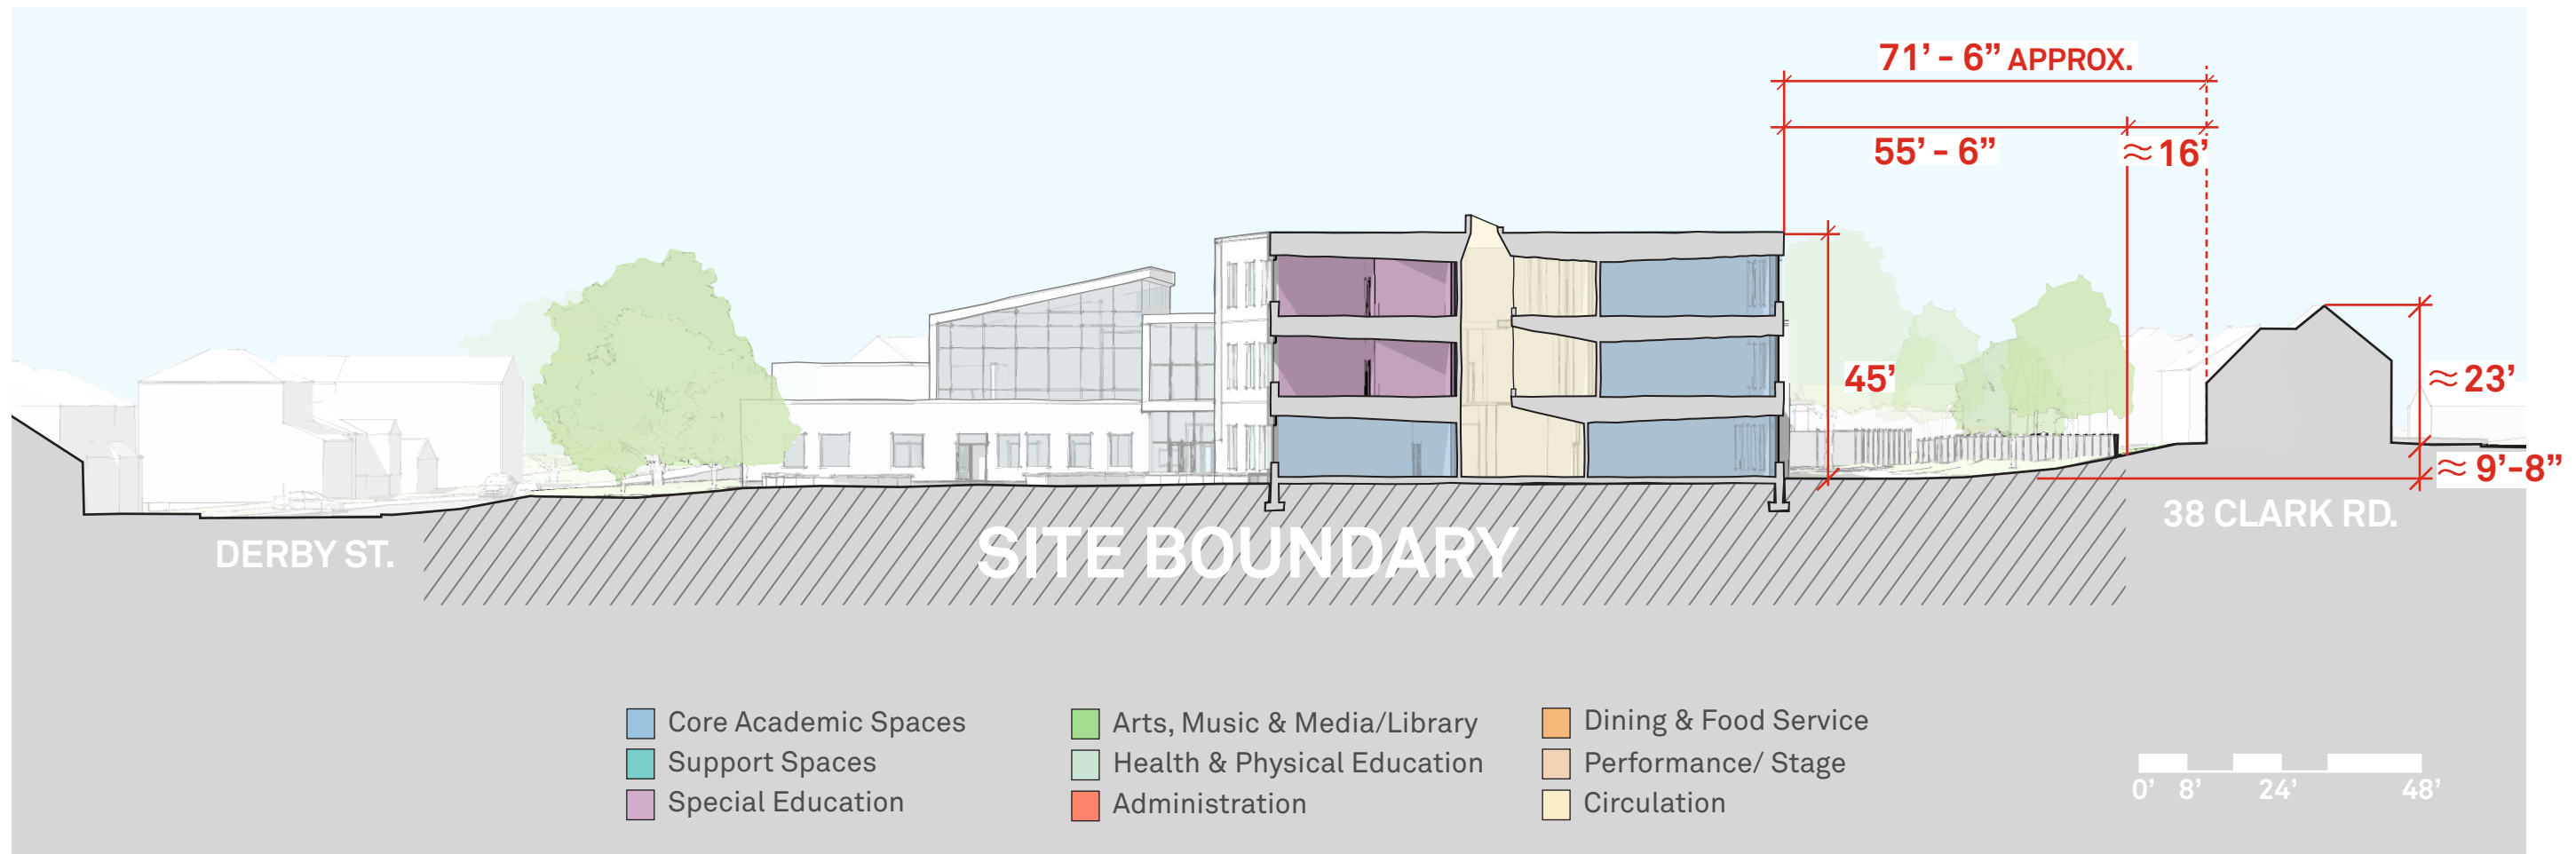 71’ - 6” APPROX.
55’ - 6”
≈ 16’
45’
≈ 23’
≈ 9’-8”
38 CLARK RD.
DERBY ST.
SITE BOUNDARY
Core Academic Spaces
Support Spaces
Special Education
Arts, Music & Media/Library
Health & Physical Education
Administration
Dining & Food Service
Performance/ Stage
Circulation
0’ 8’ 24’ 48’